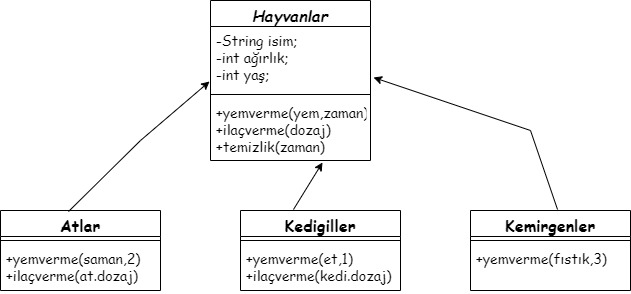 Hayvanlar
-String isim;
-int ağırlık;
-int yaş;
+yemverme(yem,zaman)
+ilaçverme(dozaj)
+temizlik(zaman)
Atlar
+yemverme(saman,2)
+ilaçverme(at.dozaj)
Kedigiller
+yemverme(et,1)
+ilaçverme(kedi.dozaj)
Kemirgenler
+yemverme(fıstık,3)